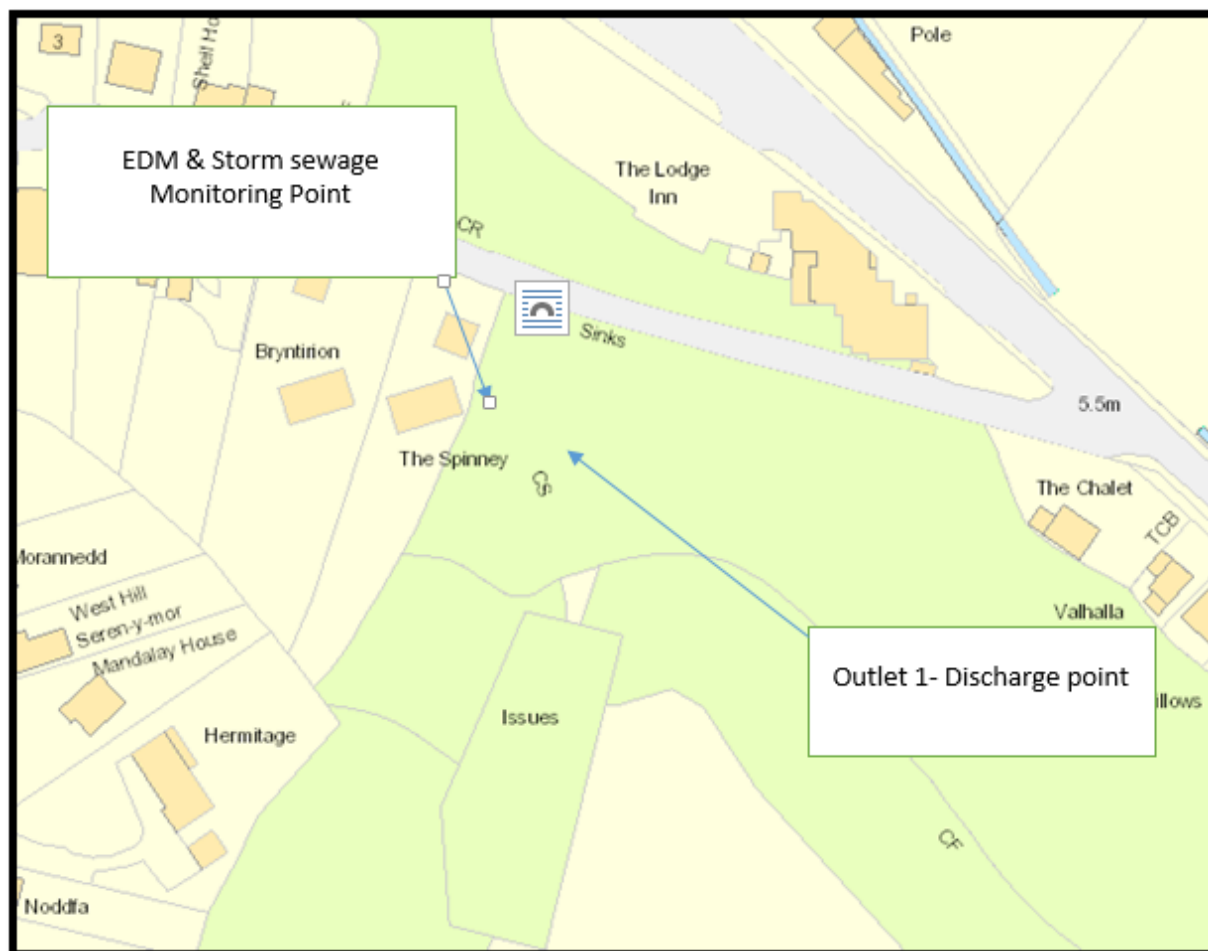 3
Shell Ho
Pole
EDM & Storm sewage
Monitoring Point
The Lodge
Inn
CR
Sinks
Bryntirion
5.5m
The Spinney
CS
The Chalet
TCB
Morannedd
West Hill
Seren-y-mor
Mandalay House
Valhalla
Outlet 1- Discharge point
illows
Issues
Hermitage
CF
Noddfa